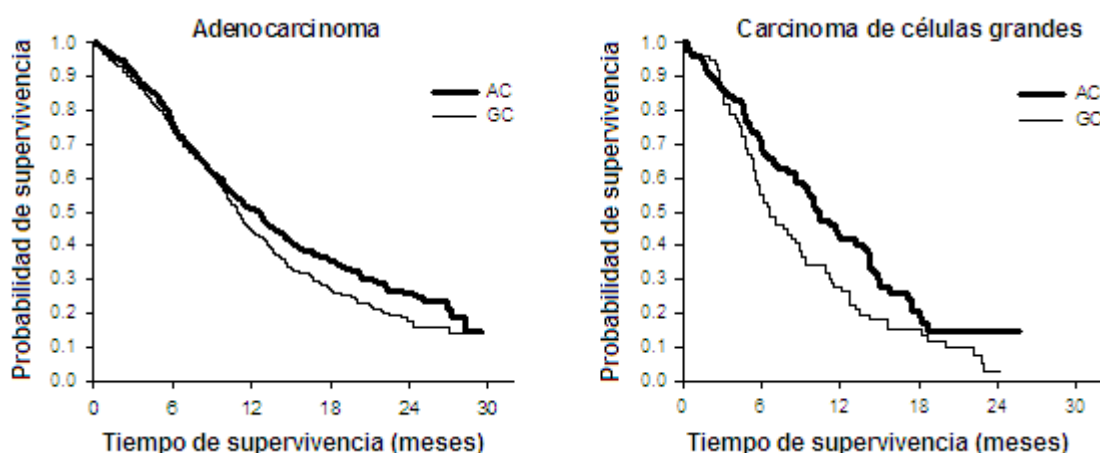 Adenocarcinoma
Probabilidad de supervivencia
1.0
0.9
0.8
0.7
0.6
0.5
0.4
0.3
0.2
0.1
0.0
AC
GC
0 6 12 18 24 30
Tiempo de supervivencia (meses)
Carcinoma de células grandes
Probabilidad de supervivencia
1.0
0.9
0.8
0.7
0.6
0.5
0.4
0.3
0.2
0.1
0.0
AC
GC
0 6 12 18 24 30
Tiempo de supervivencia (meses)